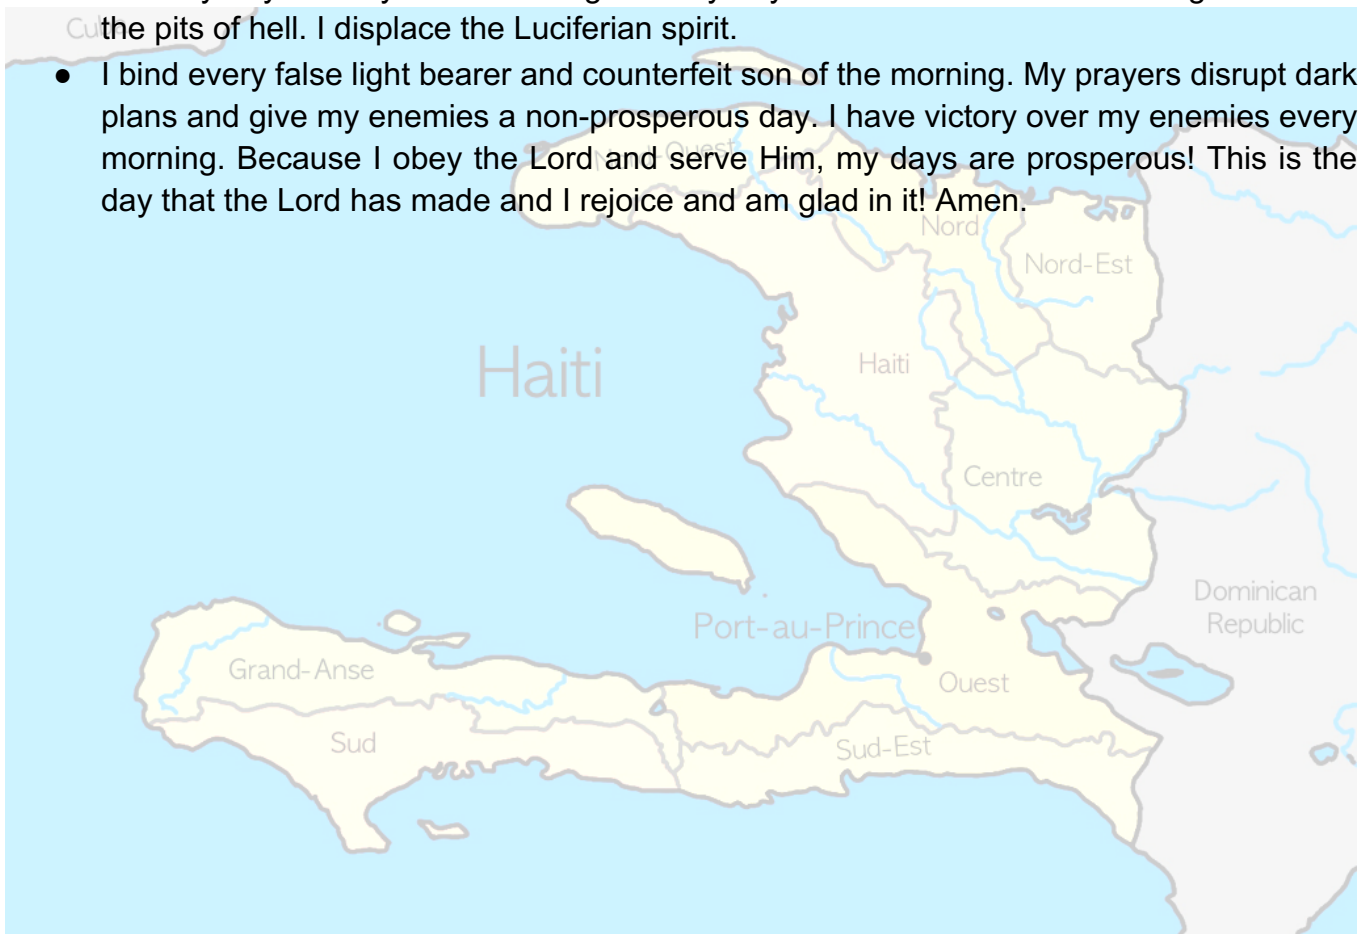 Cuba
the pits of hell. I displace the Luciferian spirit.
● I bind every false light bearer and counterfeit son of the morning. My prayers disrupt dark
plans and give my enemies a non-prosperous day. I have victory over my enemies every
morning. Because I obey the Lord and serve Him, my days are prosperous! This is the
day that the Lord has made and I rejoice and am glad in it! Amen.
Nord-Ouest
Nord
Nord-Est
Haiti
Haiti
Centre
Dominican
Republic
Port-au-Prince
Grand-Anse
Ouest
Sud
Sud-Est